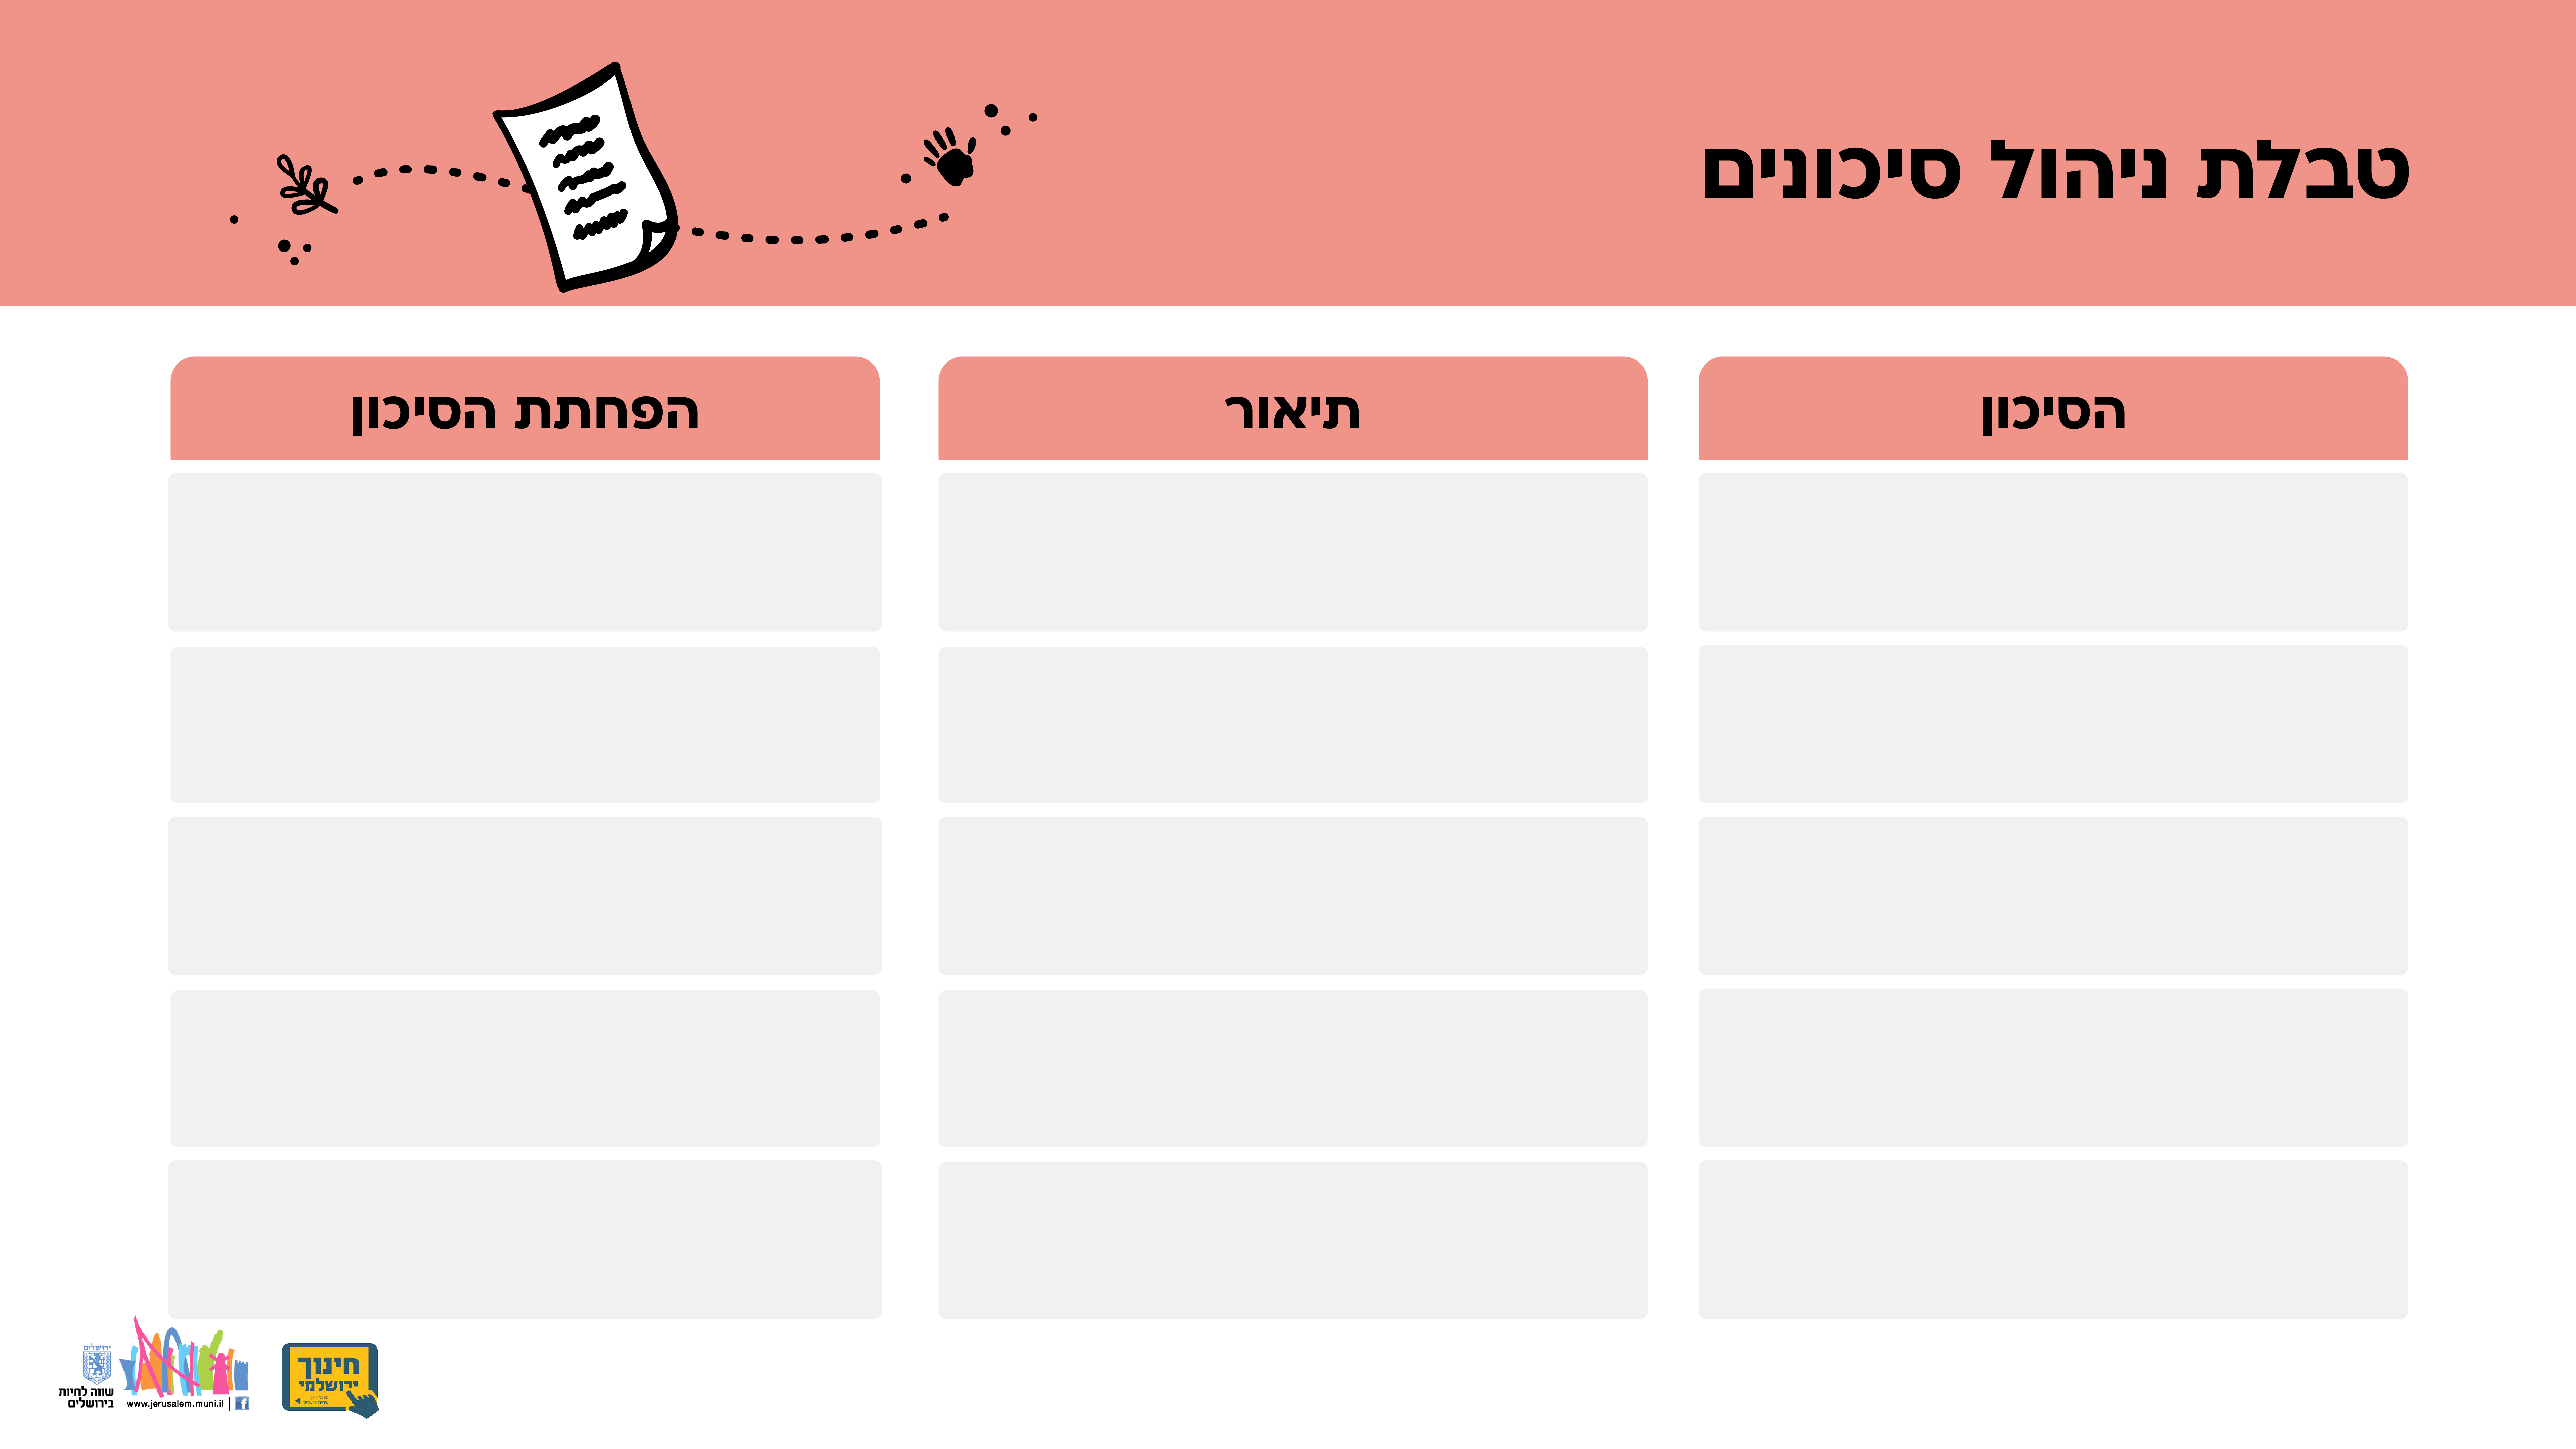 טבלת ניהול סיכונים
הסיכון
תיאור
הפחתת הסיכון
ירושלים
שווה לחיות
בירושלים
www.jerusalem.muni.il | f
חינוך
ירושלמי